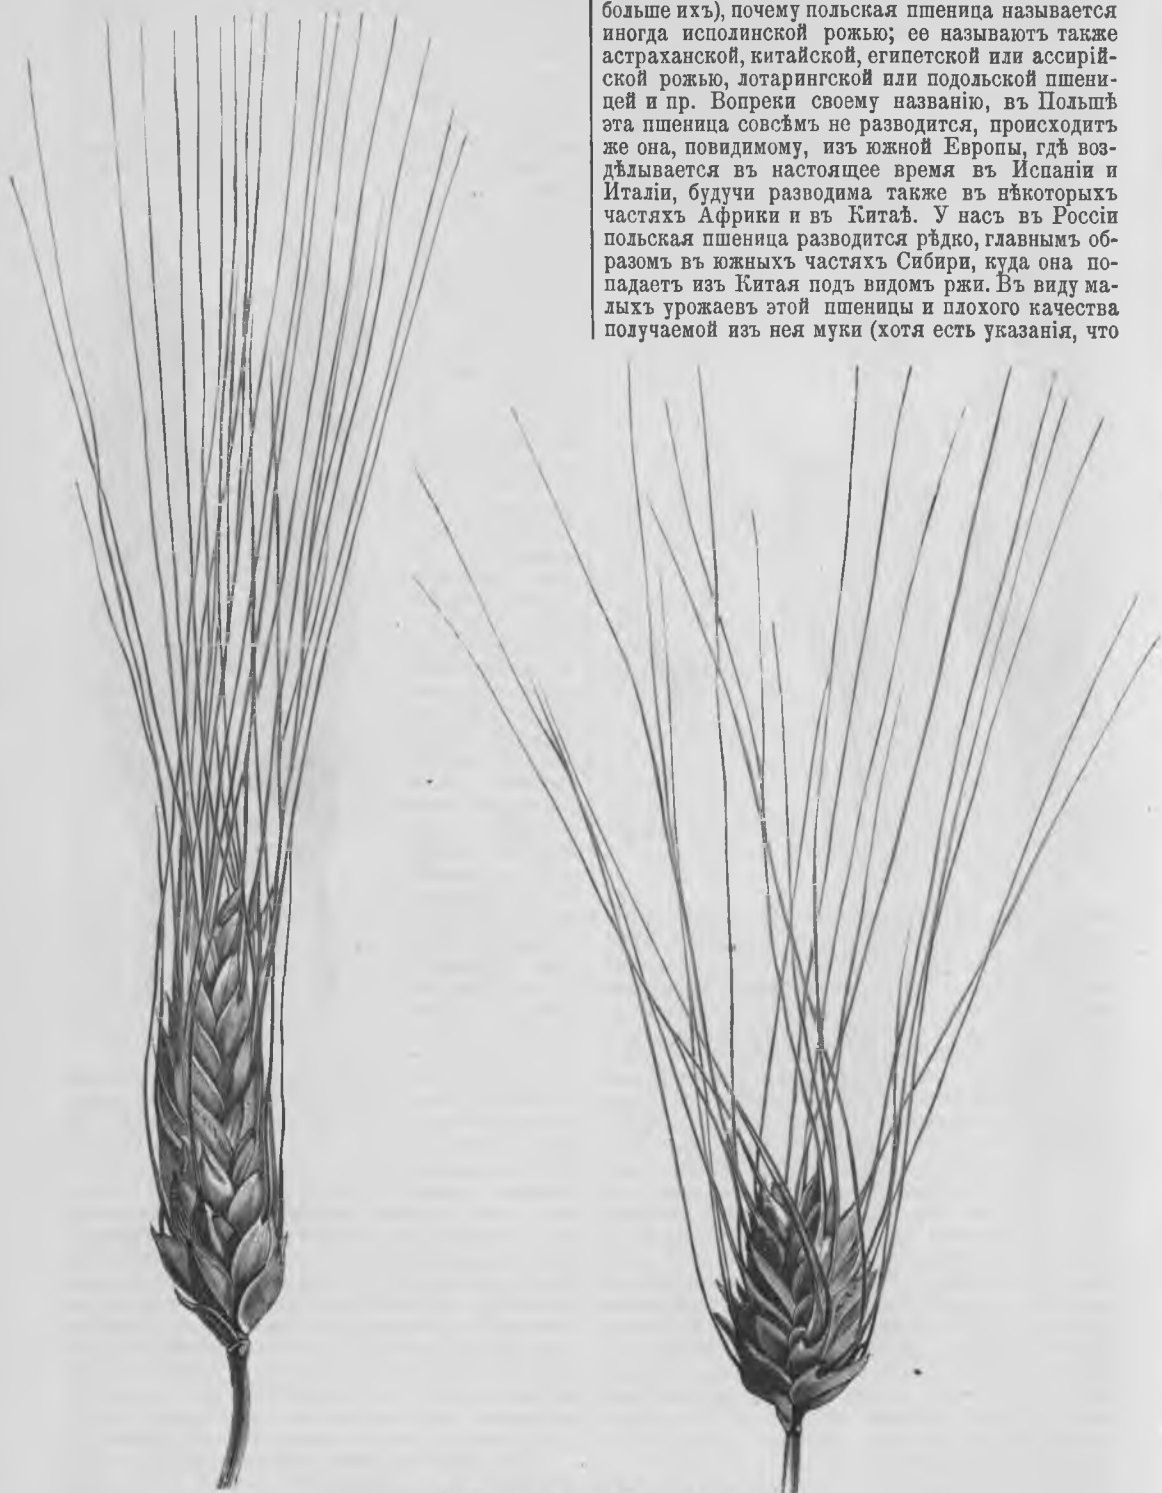 больше ихъ), почему польская пшеница называется
иногда исполинской рожью; ее называютъ также
астраханской, китайской, египетской или ассирій-
ской рожью, лотарингской или подольской пшени-
цей и пр. Вопреки своему названію, въ Польшѣ
эта пшеница совсѣмъ не разводится, происходитъ
же она, повидимому, изъ южной Европы, гдѣ воз-
дѣлывается въ настоящее время въ Испаніи и
Италіи, будучи разводима также въ нѣкоторыхъ
частяхъ Африки и въ Китаѣ. У насъ въ Россіи
польская пшеница разводится рѣдко, главнымъ об-
разомъ въ южныхъ частяхъ Сибири, куда она по-
падаетъ изъ Китая подъ видомъ ржи. Въ виду ма-
лыхъ урожаевъ этой пшеницы и плохого качества
получаемой изъ нея муки (хотя есть указанія, что